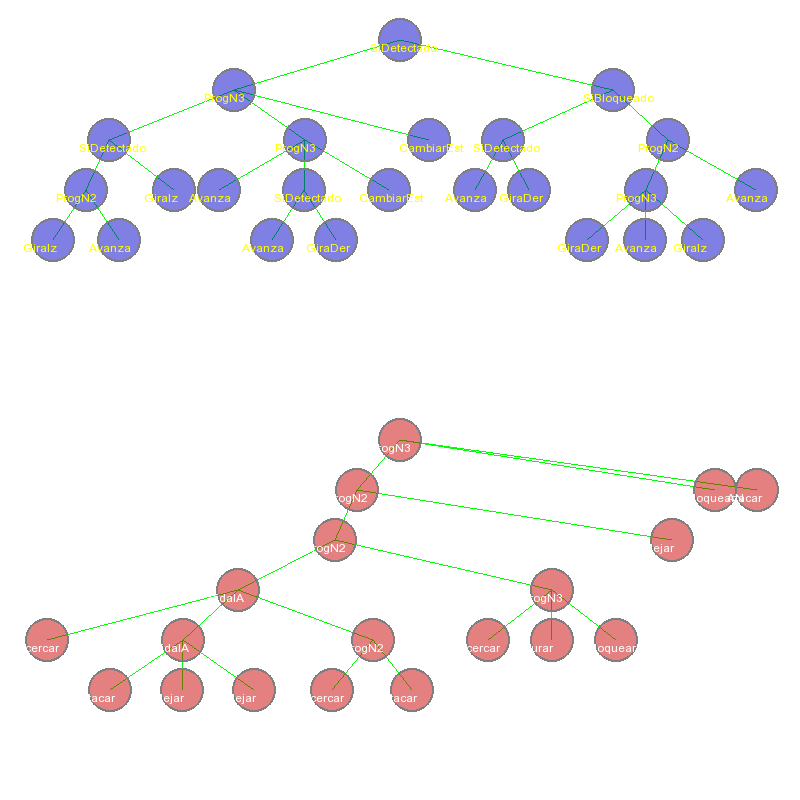 SiDetectado
ProgN3
SiBloqueado
SiDetectado
ProgN3
CambiarEst
SiDetectado
ProgN2
ProgN2
GiraIz
Avanza
SiDetectado
CambiarEst
Avanza
GiraDer
ProgN3
Avanza
GiraIz
Avanza
Avanza
GiraDer
GiraDer
Avanza
GiraIz
rogN3
rogN2
rogN2
lejar
dalA
rogN3
cercar
dalA
rogN2
cercar
urar
loquear
tacar
lejar
lejar
cercar
tacar